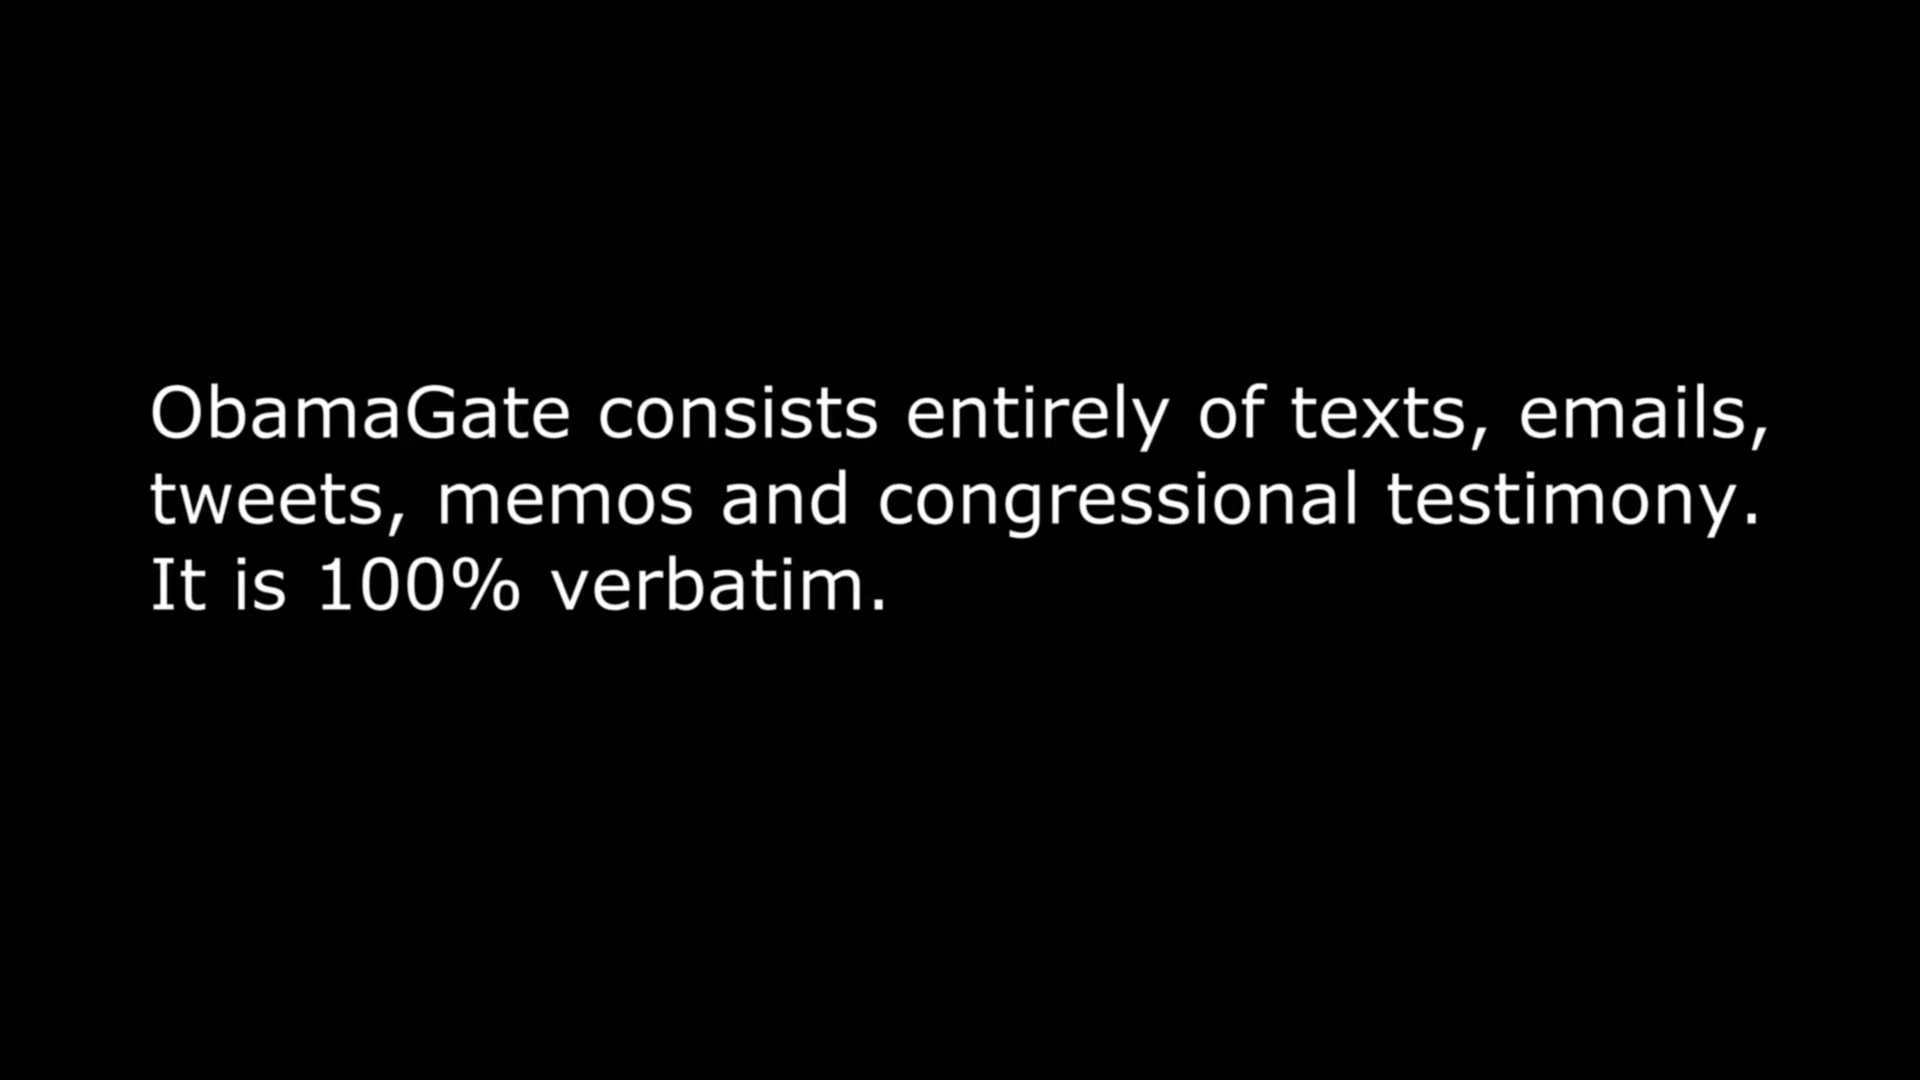 ObamaGate consists entirely of texts, emails,
tweets, memos and congressional testimony.
It is 100% verbatim.